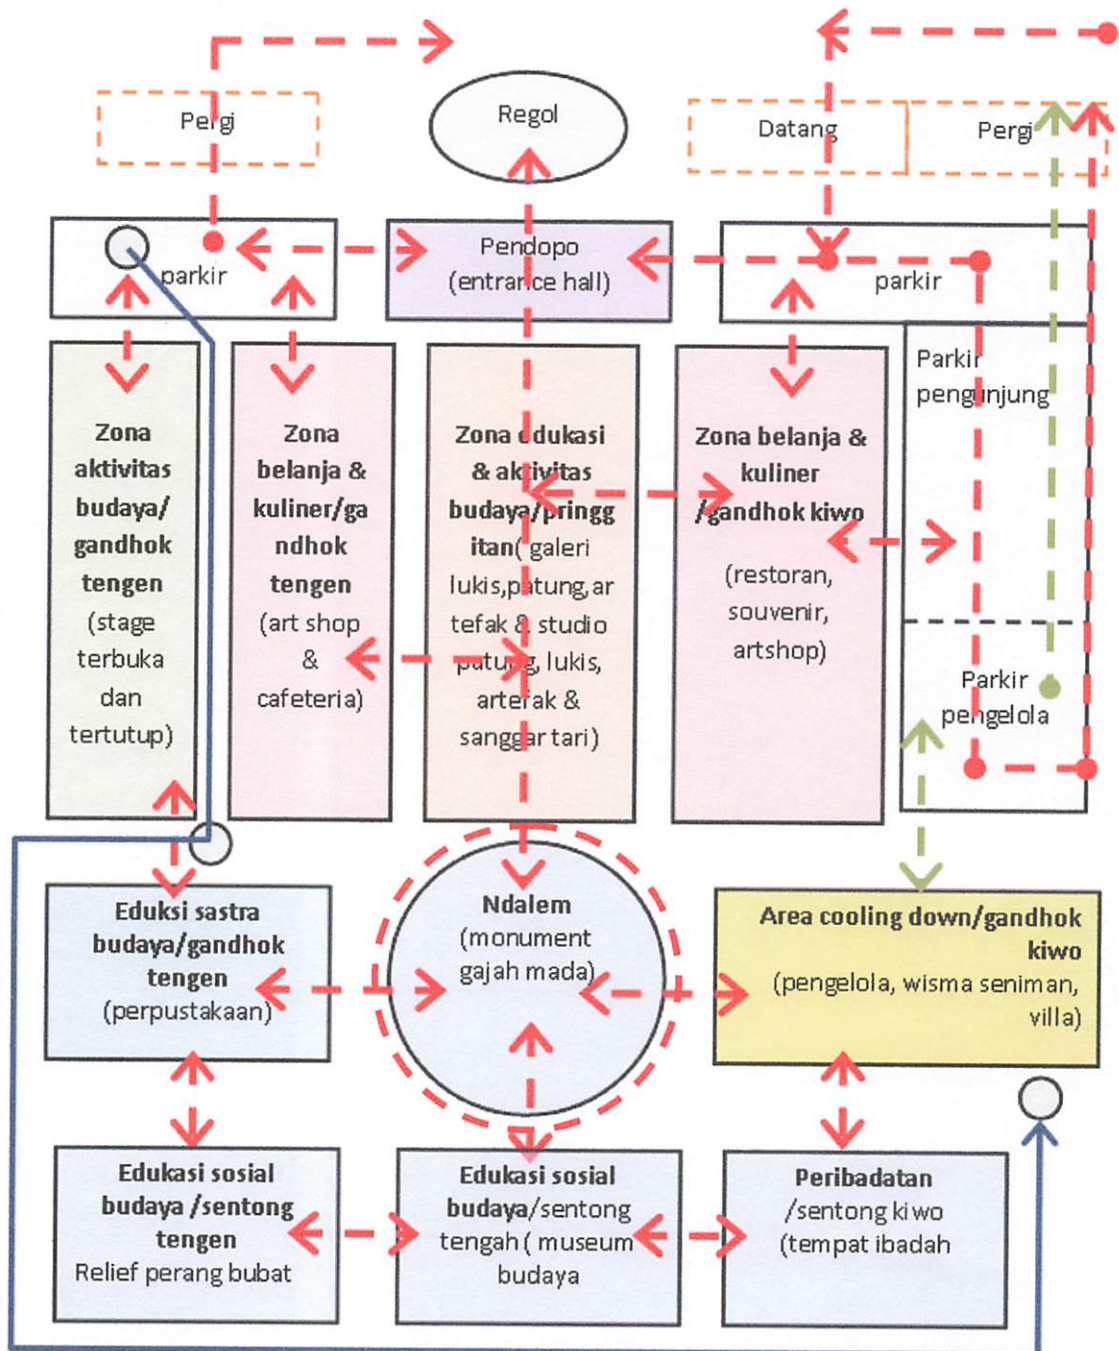 Pergi
Regol
Datang
Pergi
parkir
Pendopo
(entrance hall)
parkir
Zona
aktivitas
budaya/
gandhok
tengen
(stage
terbuka
dan
tertutup)
Zona
belanja &
kuliner/ga
ndhok
tengen
(art shop
&
cafeteria)
Zona edukasi
& aktivitas
budaya/pringg
itan( galeri
lukis,patung,ar
tefak & studio
patung, lukis,
artefak &
sanggar tari)
Zona belanja &
kuliner
/gandhok kiwo
(restoran,
souvenir,
artshop)
Parkir
pengunjung
Parkir
pengelola
Eduksi sastra
budaya/gandhok
tengen
(perpustakaan)
Ndalem
(monument
gajah mada)
Area cooling down/gandhok
kiwo
(pengelola, wisma seniman,
villa)
Edukasi sosial
budaya /sentong
tengen
Relief perang bubat
Edukasi sosial
budaya/sentong
tengah ( museum
budaya
Peribadatan
/sentong kiwo
(tempat ibadah